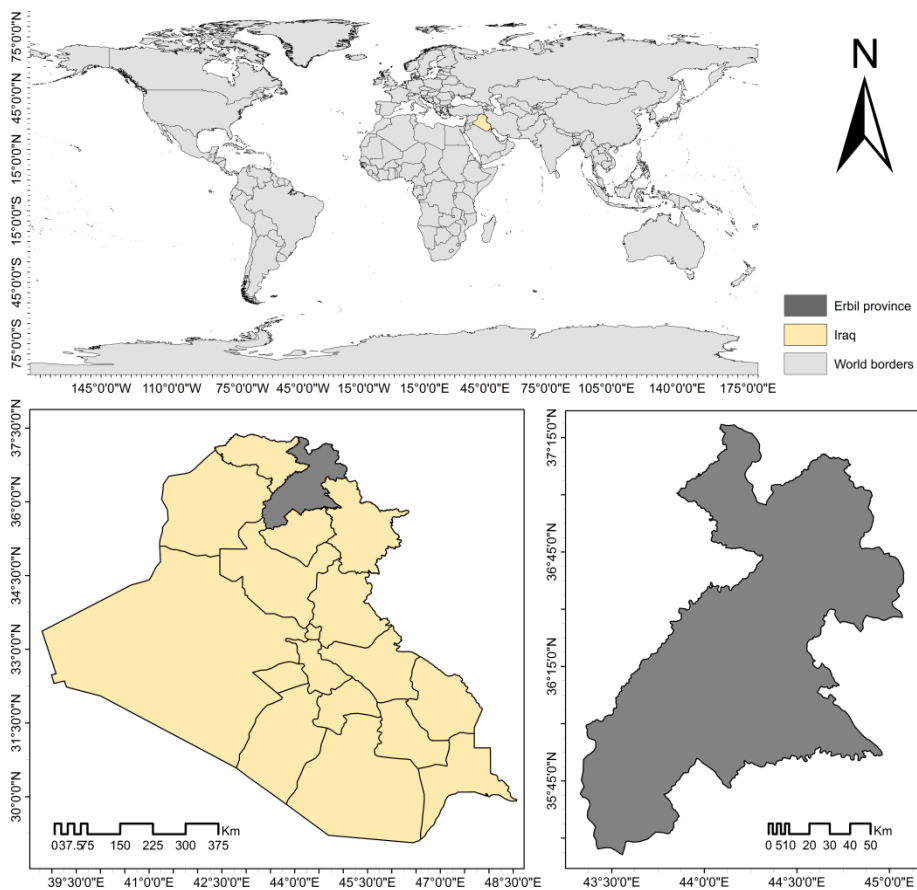 N
75°0'0"N
45°0'0"N
15°0'0"N
15°0'0"S
45°0'0"S
75°0'0"S
145°0'0"W 110°0'0"W 75°0'0"W 45°0'0"W 15°0'0"W 15°0'0"E 45°0'0"E 75°0'0"E 105°0'0"E 140°0'0"E 175°0'0"E
Erbil province
Iraq
World borders
37°30'0"N
36°0'0"N
34°30'0"N
33°0'0"N
31°30'0"N
30°0'0"N
Km
0 37.5 75 150 225 300 375
39°30'0"E 41°0'0"E 42°30'0"E 44°0'0"E 45°30'0"E 47°0'0"E 48°30'0"E
37°15'0"N
36°45'0"N
36°15'0"N
35°45'0"N
Km
0 5 10 20 30 40 50
43°30'0"E 44°0'0"E 44°30'0"E 45°0'0"E